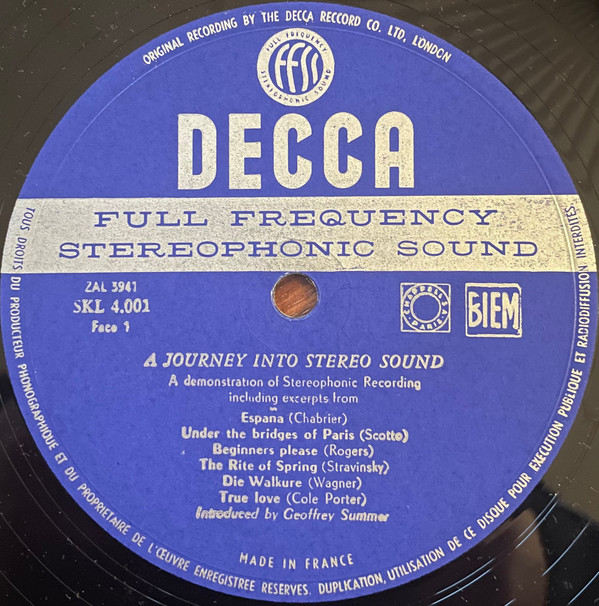 ORIGINAL RECORDING BY THE DECCA RECCORD CO. LTD, LONDON
FULL FREQUENCY
FFSS
STEREOPHONIC SOUND
DECCA
FULL FREQUENCY
STEREOPHONIC SOUND
ZAL 3941
SKL 4.001
Face 1
CHAPPELL S.A.
PARIS
BIEM
A JOURNEY INTO STEREO SOUND
A demonstration of Stereophonic Recording
including excerpts from
España (Chabrier)
Under the bridges of Paris (Scotto)
Beginners please (Rogers)
The Rite of Spring (Stravinsky)
Die Walkure (Wagner)
True love (Cole Porter)
Introduced by Geoffrey Summer
MADE IN FRANCE
TOUS DROITS DU PRODUCTEUR PHONOGRAPHIQUE ET DU PROPRIETAIRE DE L'ŒUVRE ENREGISTREE RESERVES. DUPLICATION, UTILISATION DE CE DISQUE POUR EXECUTION PUBLIQUE ET RADIODIFFUSION INTERDITES.